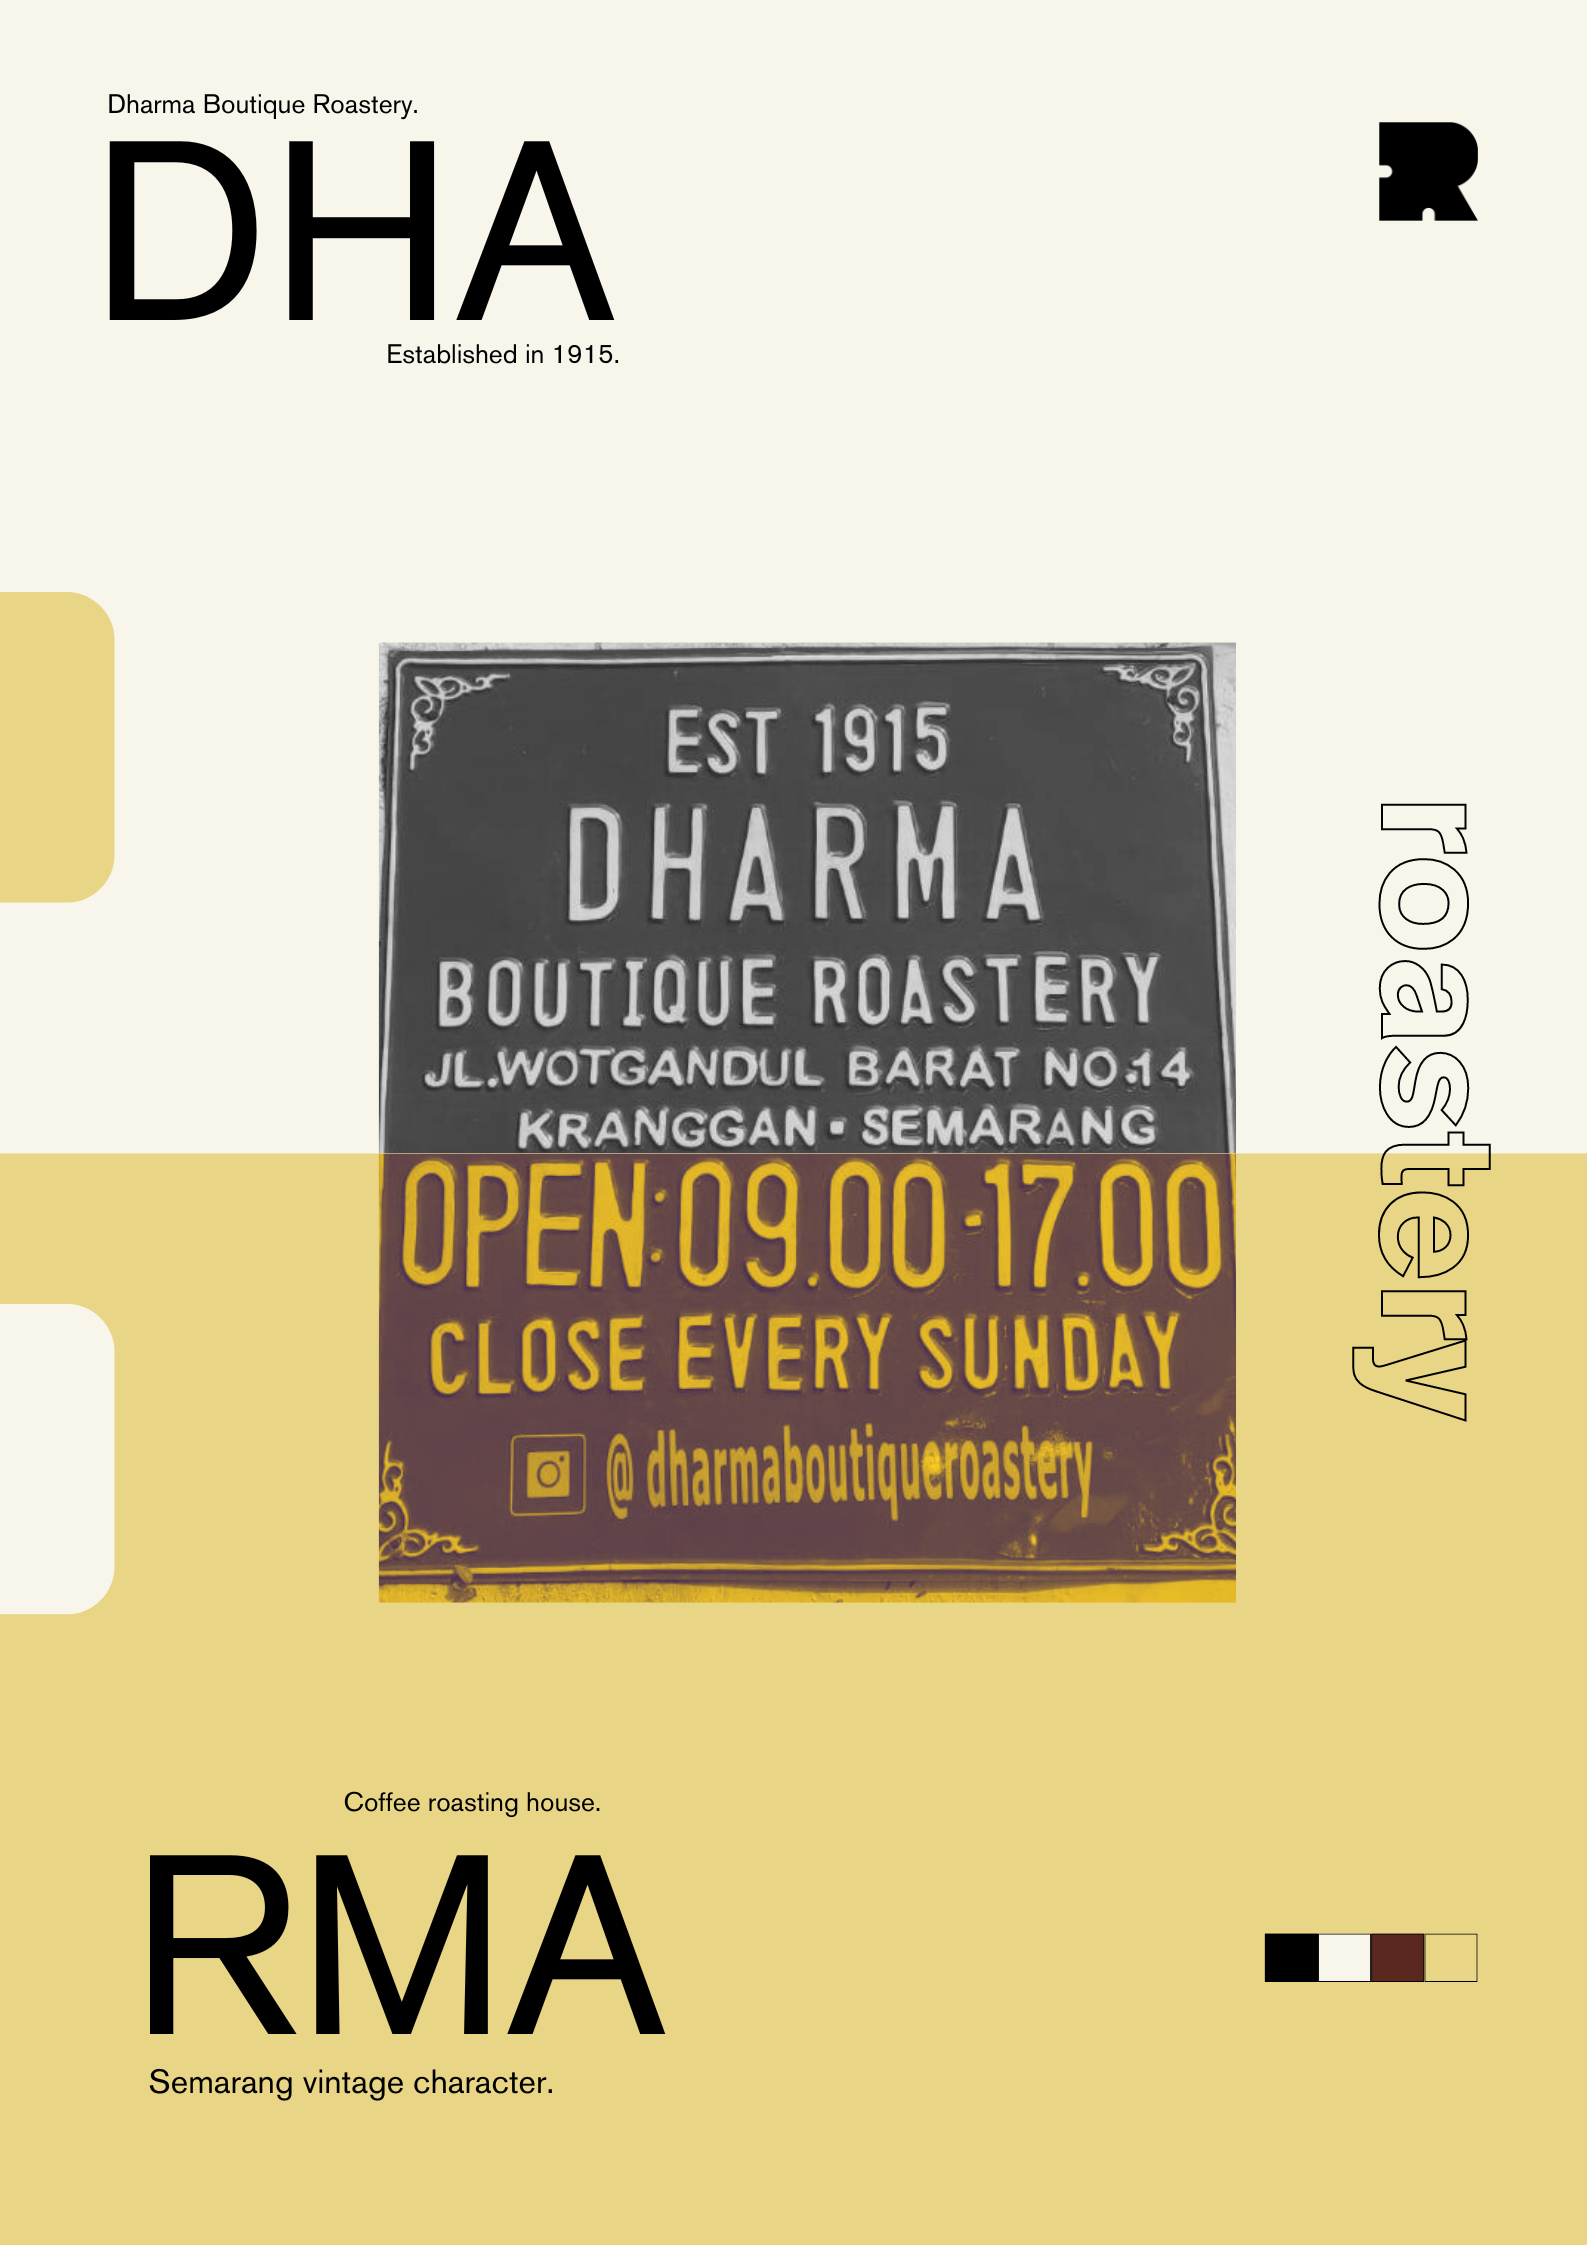 Dharma Boutique Roastery.
DHA
Established in 1915.
R
EST 1915
DHARMA
BOUTIQUE ROASTERY
JL.WOTGANDUL BARAT NO:14
KRANGGAN · SEMARANG
OPEN:09.00-17.00
CLOSE EVERY SUNDAY
@ dharmaboutiqueroastery
roastery
Coffee roasting house.
RMA
Semarang vintage character.